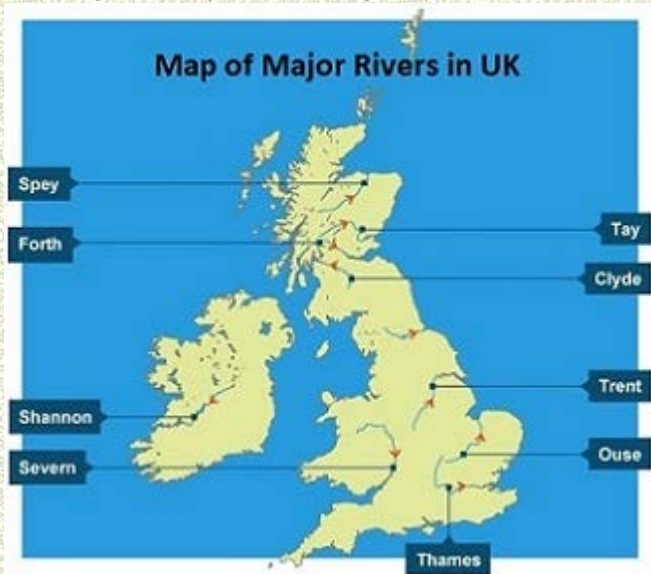 Map of Major Rivers in UK
Spey
Forth
Tay
Clyde
Trent
Shannon
Severn
Ouse
Thames